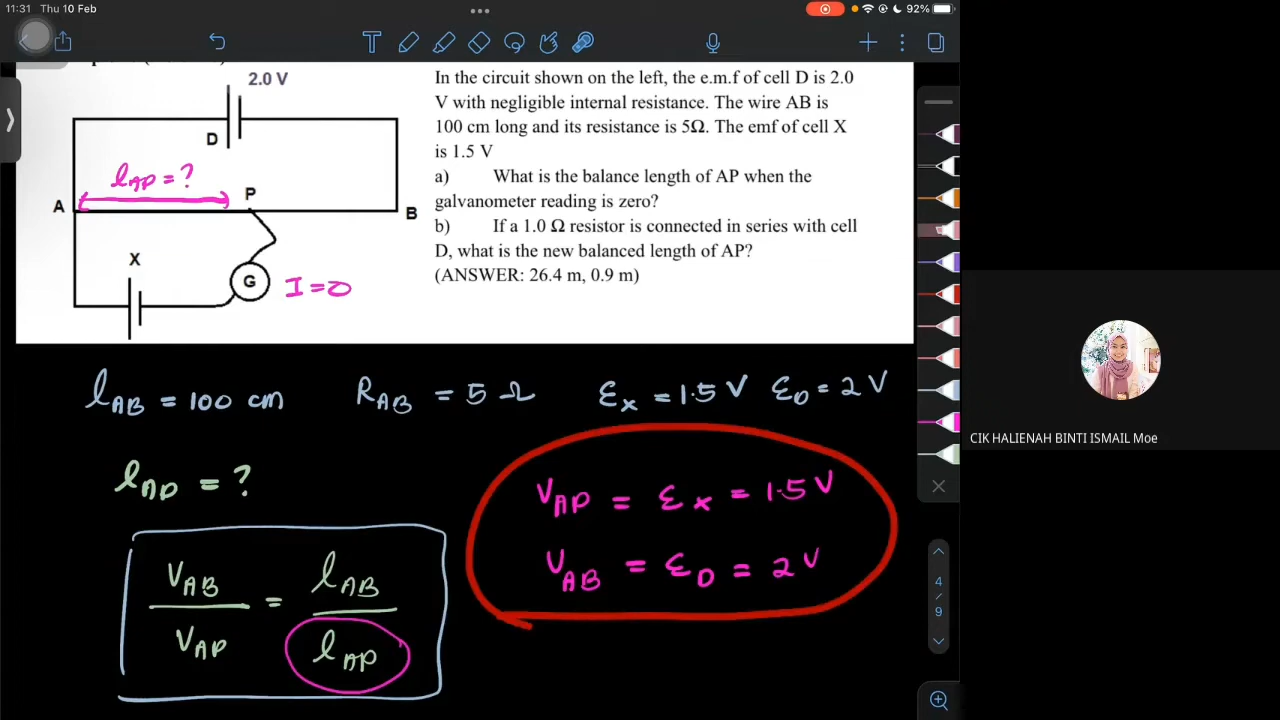 11:31 Thu 10 Feb
92%
2.0 V
D
l_AP = ?
P
A
B
X
G
I = 0
In the circuit shown on the left, the e.m.f of cell D is 2.0
V with negligible internal resistance. The wire AB is
100 cm long and its resistance is 5Ω. The emf of cell X
is 1.5 V
a) What is the balance length of AP when the
galvanometer reading is zero?
b) If a 1.0 Ω resistor is connected in series with cell
D, what is the new balanced length of AP?
(ANSWER: 26.4 m, 0.9 m)
l_AB = 100 cm R_AB = 5 Ω ε_X = 1.5 V ε_D = 2 V
l_AP = ?
V_AB / V_AP = l_AB / l_AP
V_AP = ε_X = 1.5 V
V_AB = ε_D = 2 V
4
9
CIK HALIENAH BINTI ISMAIL Moe